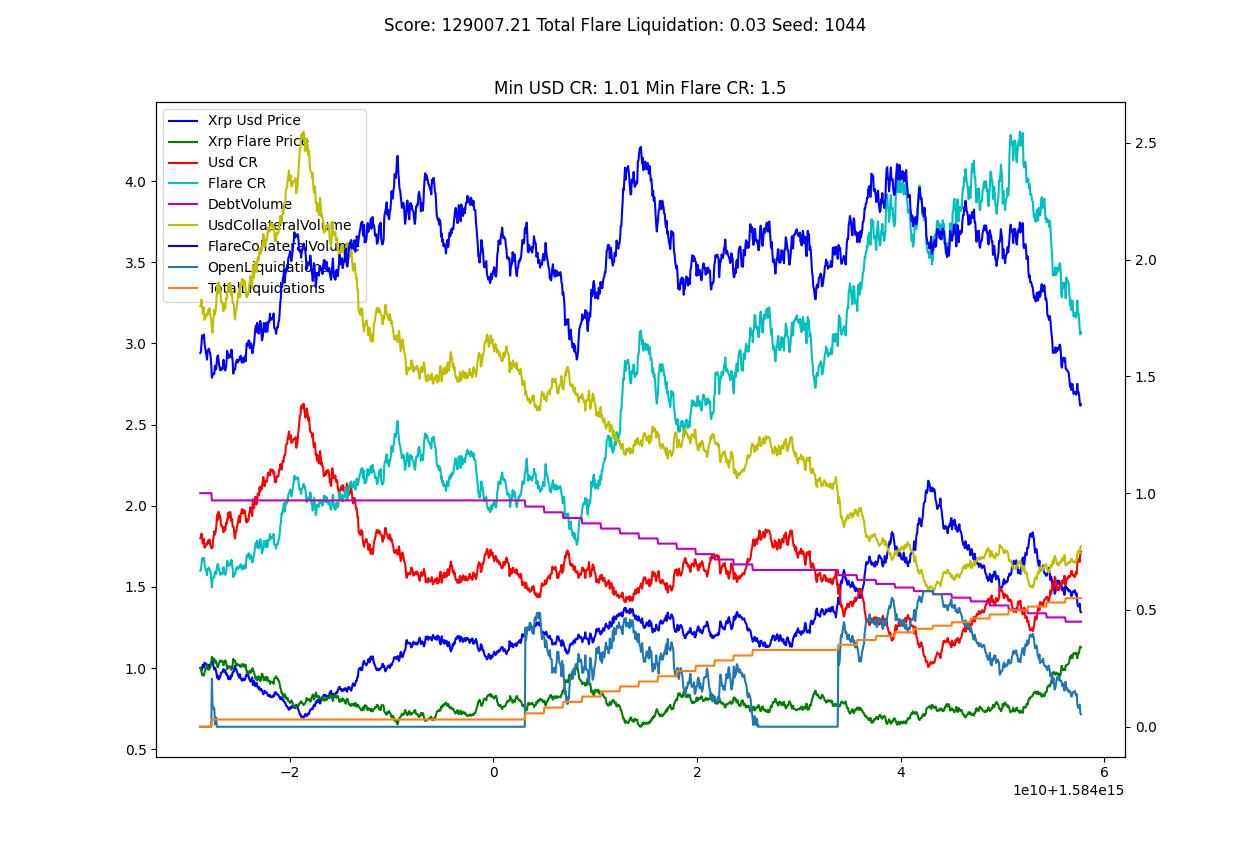 Score: 129007.21 Total Flare Liquidation: 0.03 Seed: 1044
Min USD CR: 1.01 Min Flare CR: 1.5
Xrp Usd Price
Xrp Flare Price
Usd CR
Flare CR
DebtVolume
UsdCollateralVolume
FlareCollateralVolume
OpenLiquidations
TotalLiquidations
4.0
3.5
3.0
2.5
2.0
1.5
1.0
0.5
2.5
2.0
1.5
1.0
0.5
0.0
−2
0
2
4
6
1e10+1.584e15